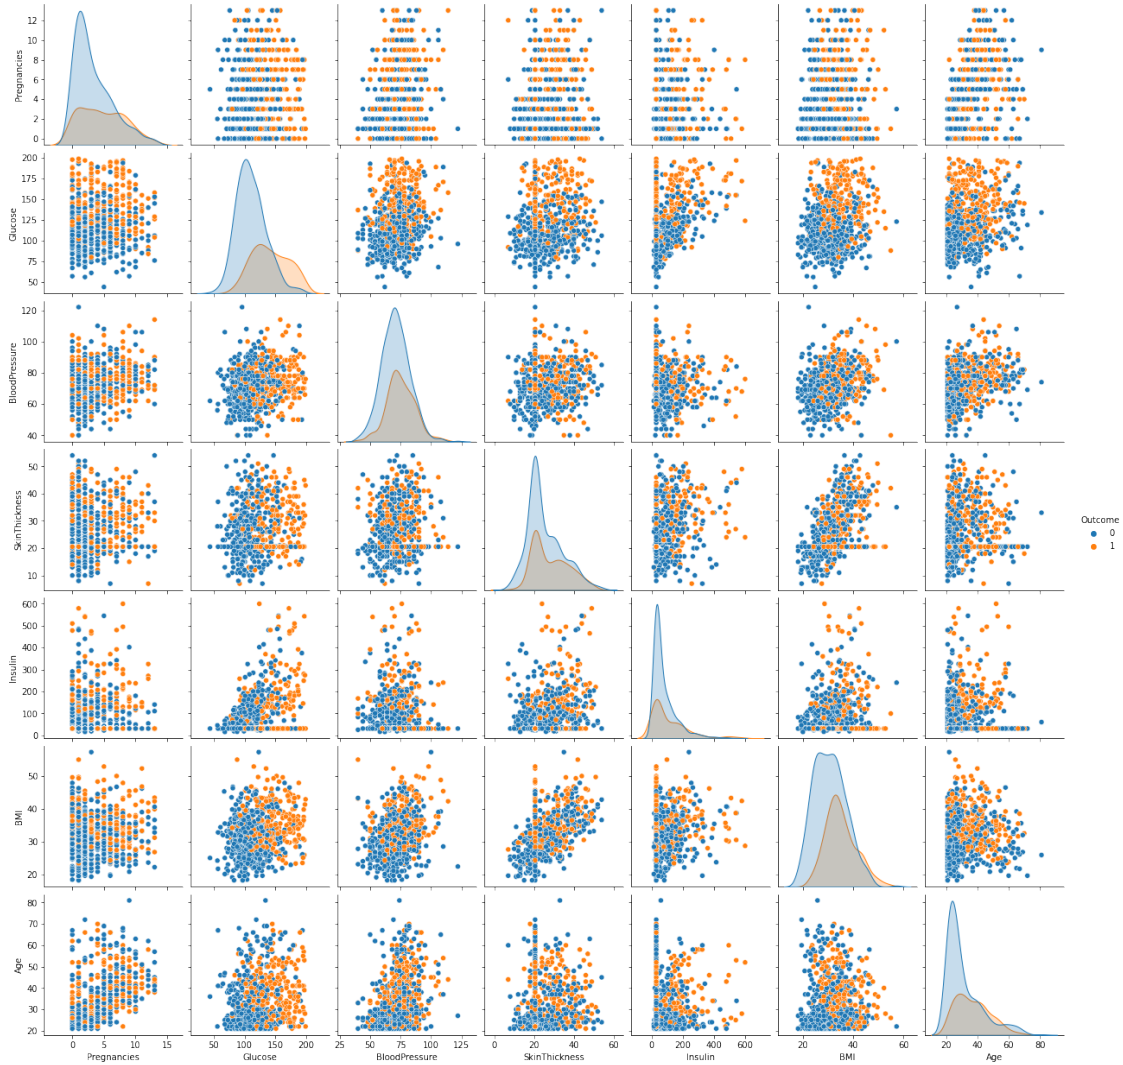 12
10
8
6
4
2
0
Pregnancies
200
175
150
125
100
75
50
Glucose
120
100
80
60
40
BloodPressure
50
40
30
20
10
SkinThickness
Outcome
0
1
600
500
400
300
200
100
0
Insulin
50
40
30
20
BMI
80
70
60
50
40
30
20
Age
0 5 10 15
Pregnancies
50 100 150 200
Glucose
25 50 75 100 125
BloodPressure
0 20 40 60
SkinThickness
0 200 400 600
Insulin
20 40 60
BMI
20 40 60 80
Age